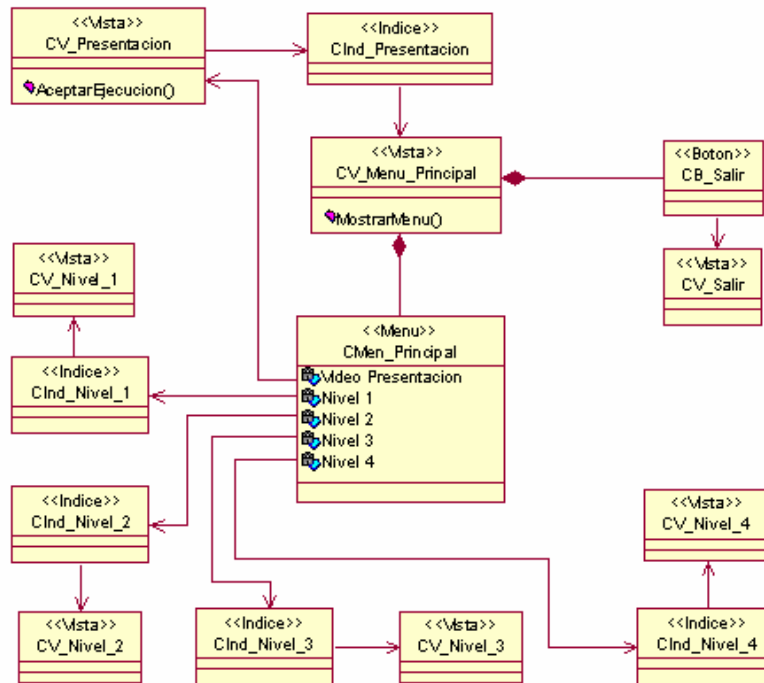 <<Vista>>
CV_Presentacion
AceptarEjecucion()
<<Indice>>
CInd_Presentacion
<<Vista>>
CV_Menu_Principal
MostrarMenu()
<<Boton>>
CB_Salir
<<Vista>>
CV_Salir
<<Vista>>
CV_Nivel_1
<<Indice>>
CInd_Nivel_1
<<Menu>>
CMen_Principal
Video Presentacion
Nivel 1
Nivel 2
Nivel 3
Nivel 4
<<Indice>>
CInd_Nivel_2
<<Vista>>
CV_Nivel_2
<<Indice>>
CInd_Nivel_3
<<Vista>>
CV_Nivel_3
<<Vista>>
CV_Nivel_4
<<Indice>>
CInd_Nivel_4